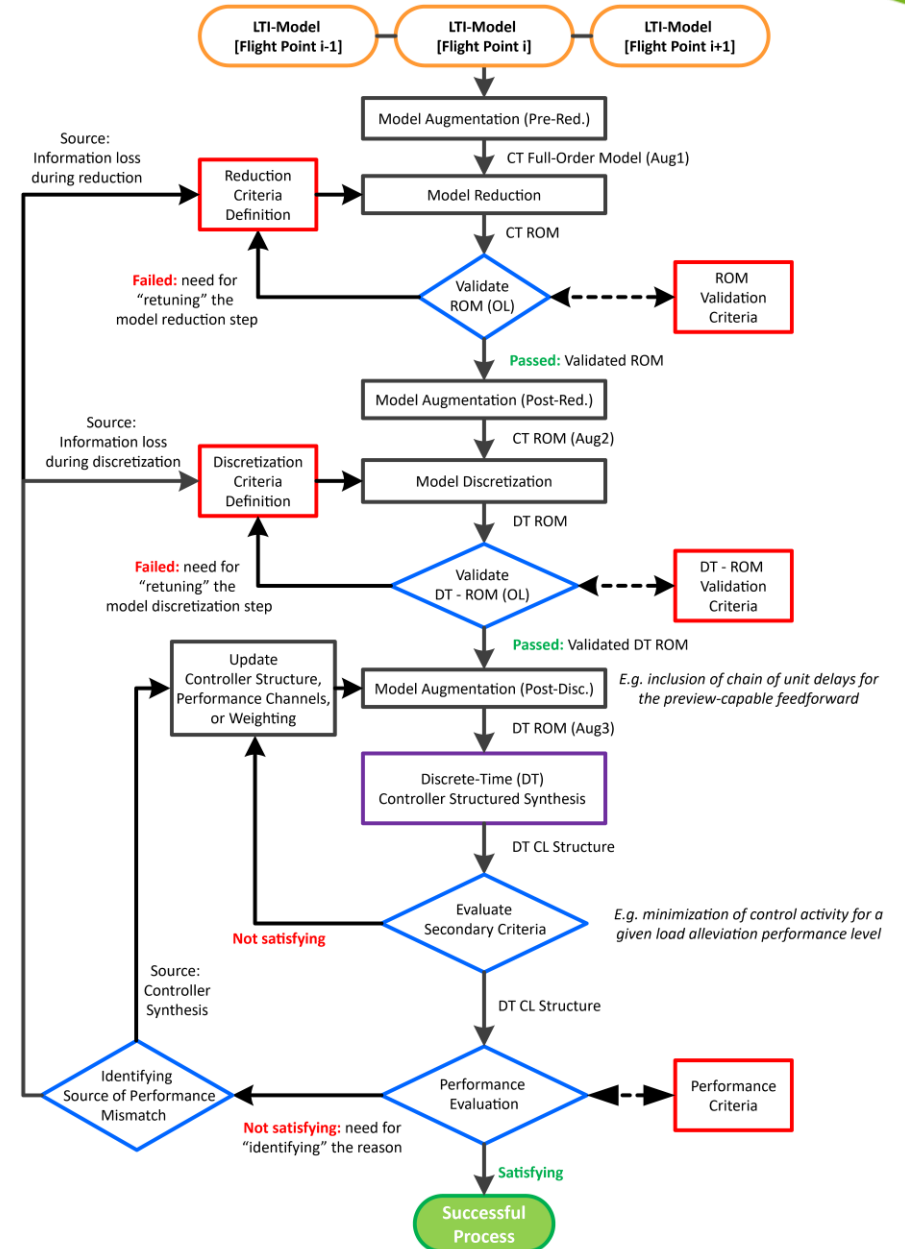 LTI-Model
[Flight Point i-1]
LTI-Model
[Flight Point i]
LTI-Model
[Flight Point i+1]
Model Augmentation (Pre-Red.)
CT Full-Order Model (Aug1)
Source:
Information loss
during reduction
Reduction
Criteria
Definition
Model Reduction
CT ROM
Failed: need for
“retuning” the
model reduction step
Validate
ROM (OL)
ROM
Validation
Criteria
Passed: Validated ROM
Model Augmentation (Post-Red.)
CT ROM (Aug2)
Source:
Information loss
during discretization
Discretization
Criteria
Definition
Model Discretization
DT ROM
Failed: need for
“retuning” the
model discretization step
Validate
DT - ROM (OL)
DT - ROM
Validation
Criteria
Passed: Validated DT ROM
Update
Controller Structure,
Performance Channels,
or Weighting
Model Augmentation (Post-Disc.)
E.g. inclusion of chain of unit delays for
the preview-capable feedforward
DT ROM (Aug3)
Discrete-Time (DT)
Controller Structured Synthesis
DT CL Structure
Evaluate
Secondary Criteria
E.g. minimization of control activity for a
given load alleviation performance level
Not satisfying
Source:
Controller
Synthesis
DT CL Structure
Identifying
Source of Performance
Mismatch
Performance
Evaluation
Performance
Criteria
Not satisfying: need for
“identifying” the reason
Satisfying
Successful
Process